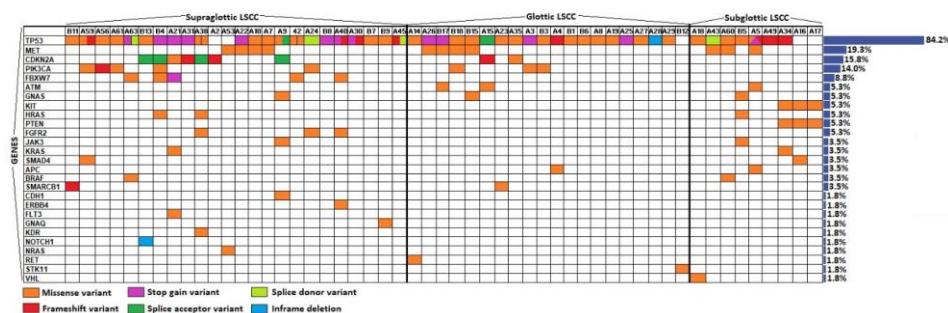 Supraglottic LSCC Glottic LSCC Subglottic LSCC
B11 A59 A56 A61 A63 B13 B4 A21 A31 A38 A2 A53 A22 A10 A7 A9 42 A24 A40 A30 B7 B9 A45 A14 A26 B17 B10 B15 A15 A23 A35 A3 B3 A4 B1 B6 A8 A19 A25 A27 A28 A29 B12 A18 A43 A60 B5 A5 A49 A34 A16 A17
TP53 84.2%
MET 19.3%
CDKN2A 15.8%
PIK3CA 14.0%
FBXW7 8.8%
ATM 5.3%
GNAS 5.3%
KIT 5.3%
HRAS 5.3%
PTEN 5.3%
FGFR2 5.3%
JAK3 3.5%
KRAS 3.5%
SMAD4 3.5%
APC 3.5%
BRAF 3.5%
SMARCB1 3.5%
CDH1 1.8%
ERBB4 1.8%
FLT3 1.8%
GNAQ 1.8%
KDR 1.8%
NOTCH1 1.8%
NRAS 1.8%
RET 1.8%
STK11 1.8%
VHL 1.8%
GENES
Missense variant Stop gain variant Splice donor variant
Frameshift variant Splice acceptor variant Inframe deletion